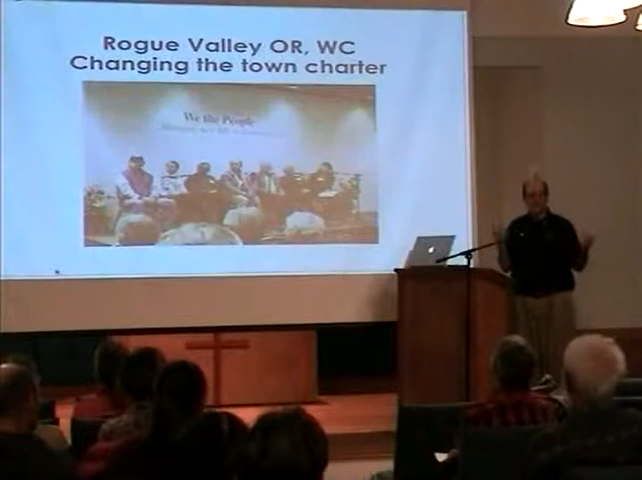 Rogue Valley OR, WC
Changing the town charter
We the People